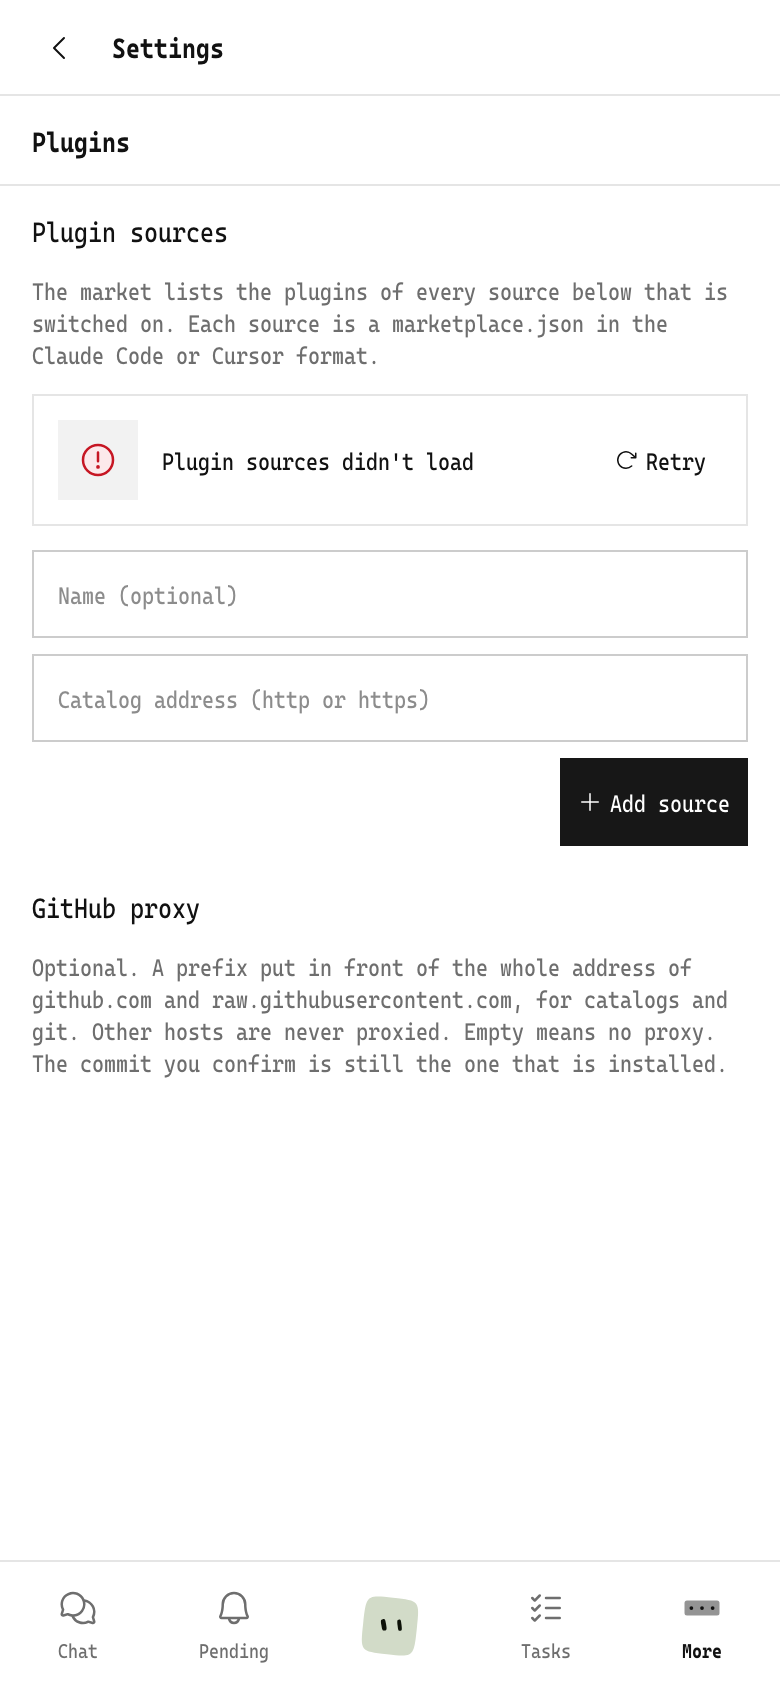 Settings
Plugins
Plugin sources
The market lists the plugins of every source below that is
switched on. Each source is a marketplace.json in the
Claude Code or Cursor format.
Plugin sources didn't load
Retry
Name (optional)
Catalog address (http or https)
Add source
GitHub proxy
Optional. A prefix put in front of the whole address of
github.com and raw.githubusercontent.com, for catalogs and
git. Other hosts are never proxied. Empty means no proxy.
The commit you confirm is still the one that is installed.
Chat
Pending
Tasks
More